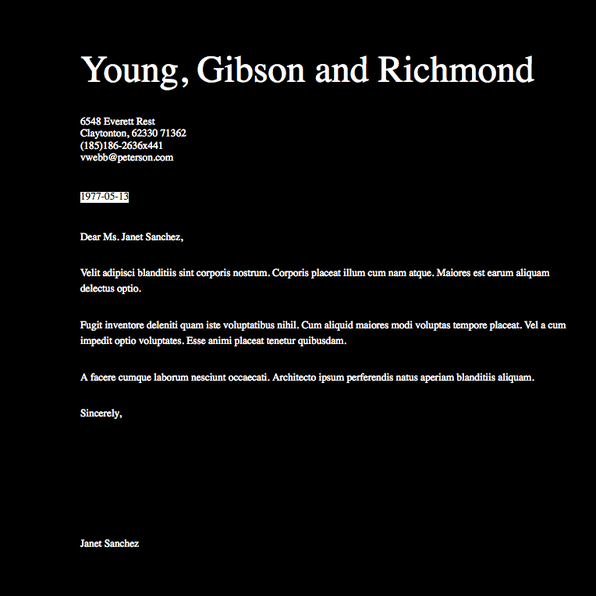 Young, Gibson and Richmond
6548 Everett Rest
Claytonton, 62330 71362
(185)186-2636x441
vwebb@peterson.com
1977-05-13
Dear Ms. Janet Sanchez,
Velit adipisci blanditiis sint corporis nostrum. Corporis placeat illum cum nam atque. Maiores est earum aliquam
delectus optio.
Fugit inventore deleniti quam iste voluptatibus nihil. Cum aliquid maiores modi voluptas tempore placeat. Vel a cum
impedit optio voluptates. Esse animi placeat tenetur quibusdam.
A facere cumque laborum nesciunt occaecati. Architecto ipsum perferendis natus aperiam blanditiis aliquam.
Sincerely,
Janet Sanchez